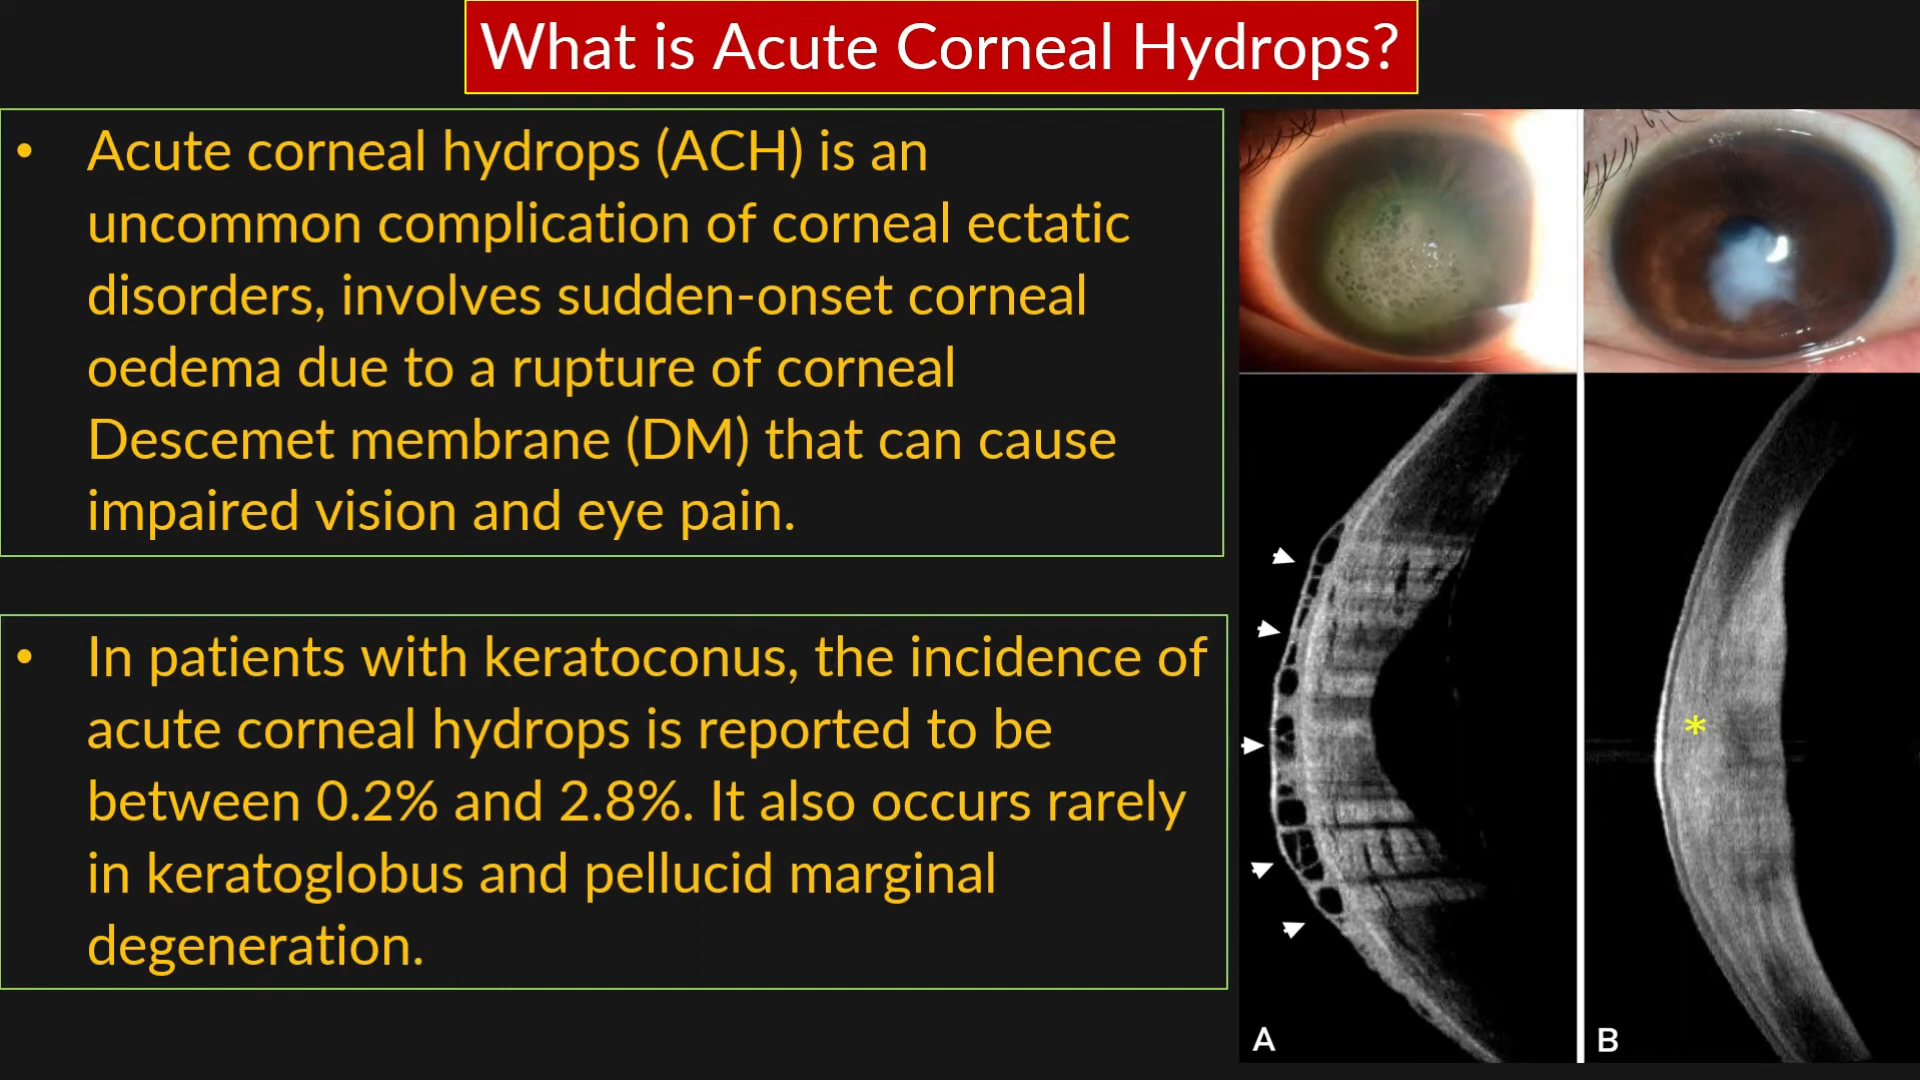 What is Acute Corneal Hydrops?
• Acute corneal hydrops (ACH) is an
uncommon complication of corneal ectatic
disorders, involves sudden-onset corneal
oedema due to a rupture of corneal
Descemet membrane (DM) that can cause
impaired vision and eye pain.
• In patients with keratoconus, the incidence of
acute corneal hydrops is reported to be
between 0.2% and 2.8%. It also occurs rarely
in keratoglobus and pellucid marginal
degeneration.
*
A
B